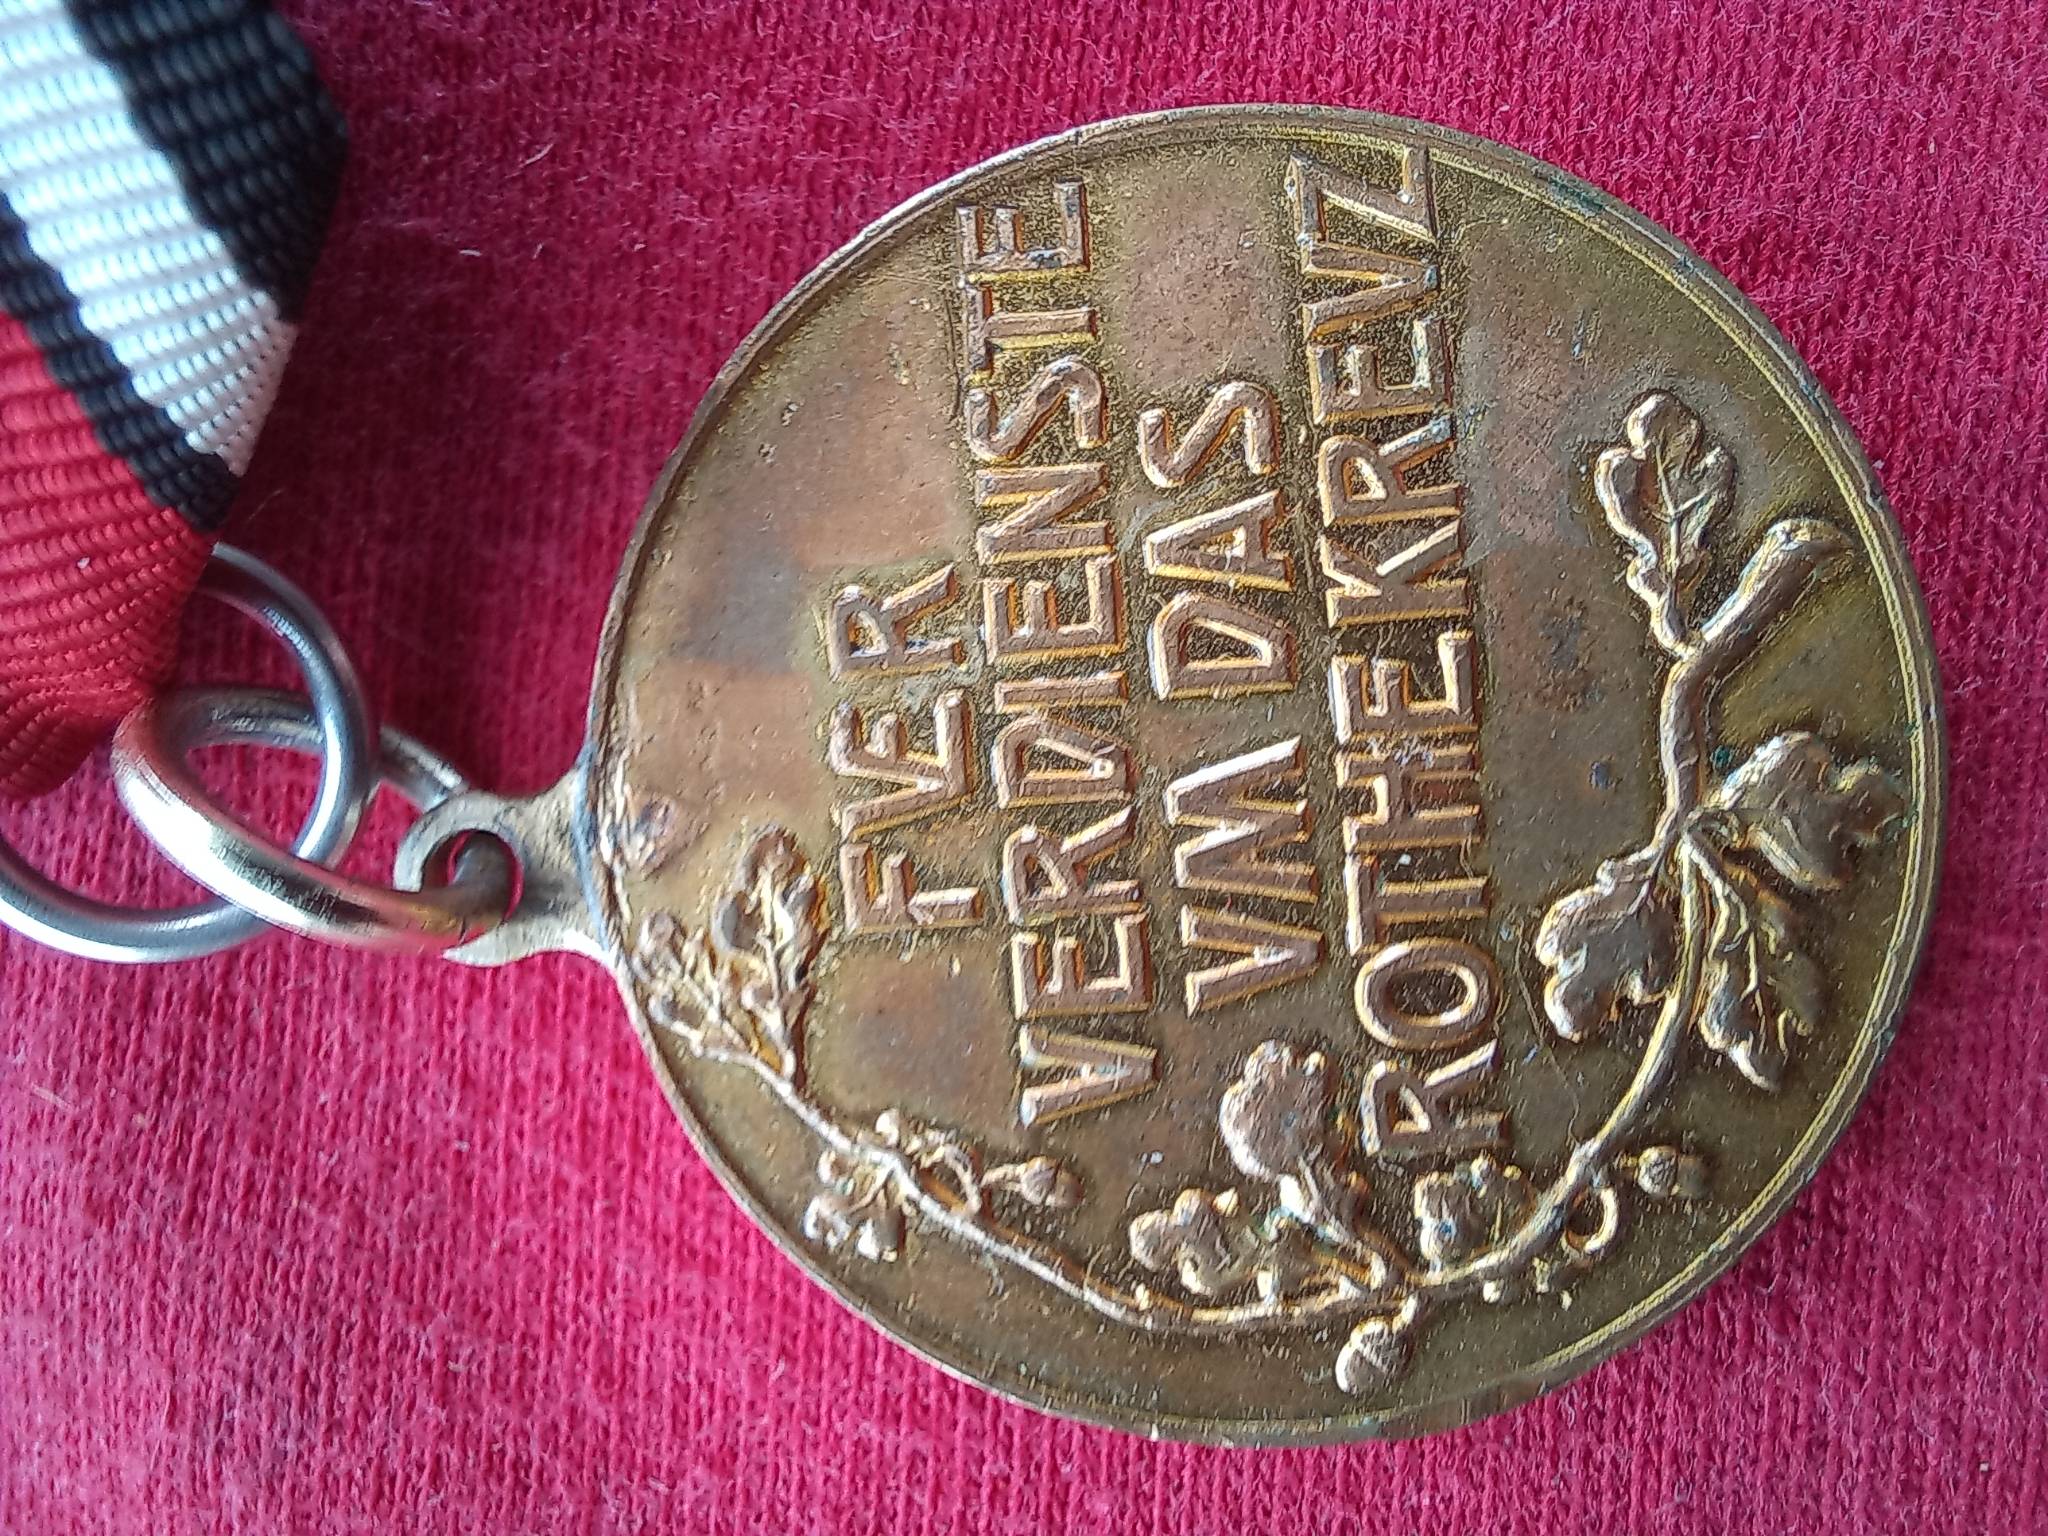 FVER
VERDIENSTE
VM DAS
ROTHE KREVZ